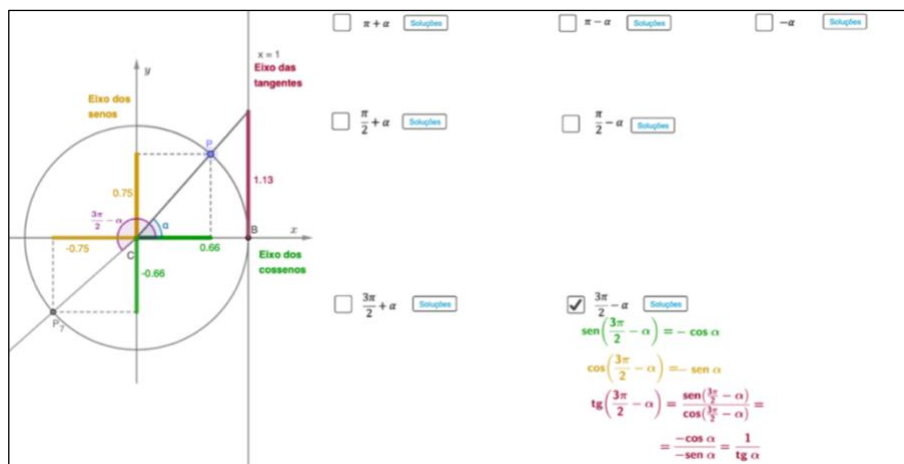 π + α Soluções
π − α Soluções
−α Soluções
x = 1
Eixo das
tangentes
y
Eixo dos
senos
π/2 + α Soluções
π/2 − α Soluções
P
0.75
1.13
3π/2 − α
α
B
x
-0.75
C
0.66
Eixo dos
cossenos
-0.66
P7
3π/2 + α Soluções
3π/2 − α Soluções
sen(3π/2 − α) = − cos α
cos(3π/2 − α) = − sen α
tg(3π/2 − α) = sen(3π/2 − α)/cos(3π/2 − α) =
= −cos α/−sen α = 1/tg α